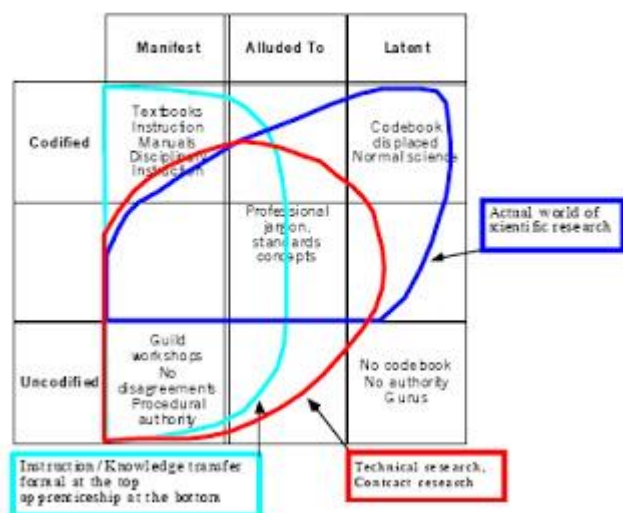 Manifest
Alluded To
Latent
Codified
Textbooks
Instruction
Manuals
Disciplinary
Instruction
Codebook
displaced
Normal science
Professional
jargon,
standards
concepts
Actual world of
scientific research
Uncodified
Guild
workshops
No
disagreements
Procedural
authority
No codebook
No authority
Gurus
Instruction/Knowledge transfer
formal at the top
apprenticeship at the bottom
Technical research,
Contract research